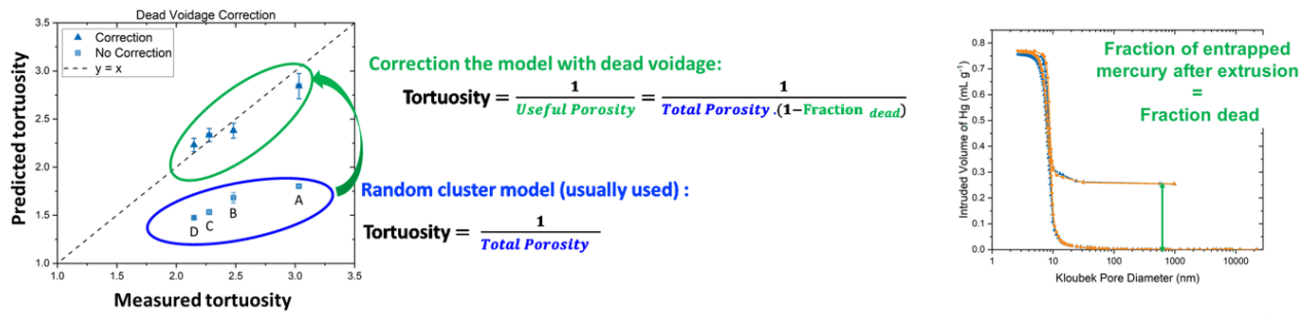 Dead Voidage Correction
3.5
3.0
2.5
2.0
1.5
1.0
Predicted tortuosity
Correction
No Correction
y = x
D
C
B
A
1.0
1.5
2.0
2.5
3.0
3.5
Measured tortuosity
Correction the model with dead voidage:
Tortuosity = 1 / Useful Porosity = 1 / Total Porosity .(1−Fraction dead)
Random cluster model (usually used) :
Tortuosity = 1 / Total Porosity
Intruded Volume of Hg (mL g⁻¹)
0.8
0.7
0.6
0.5
0.4
0.3
0.2
0.1
0.0
1
10
100
1000
10000
Kloubek Pore Diameter (nm)
Fraction of entrapped
mercury after extrusion
=
Fraction dead